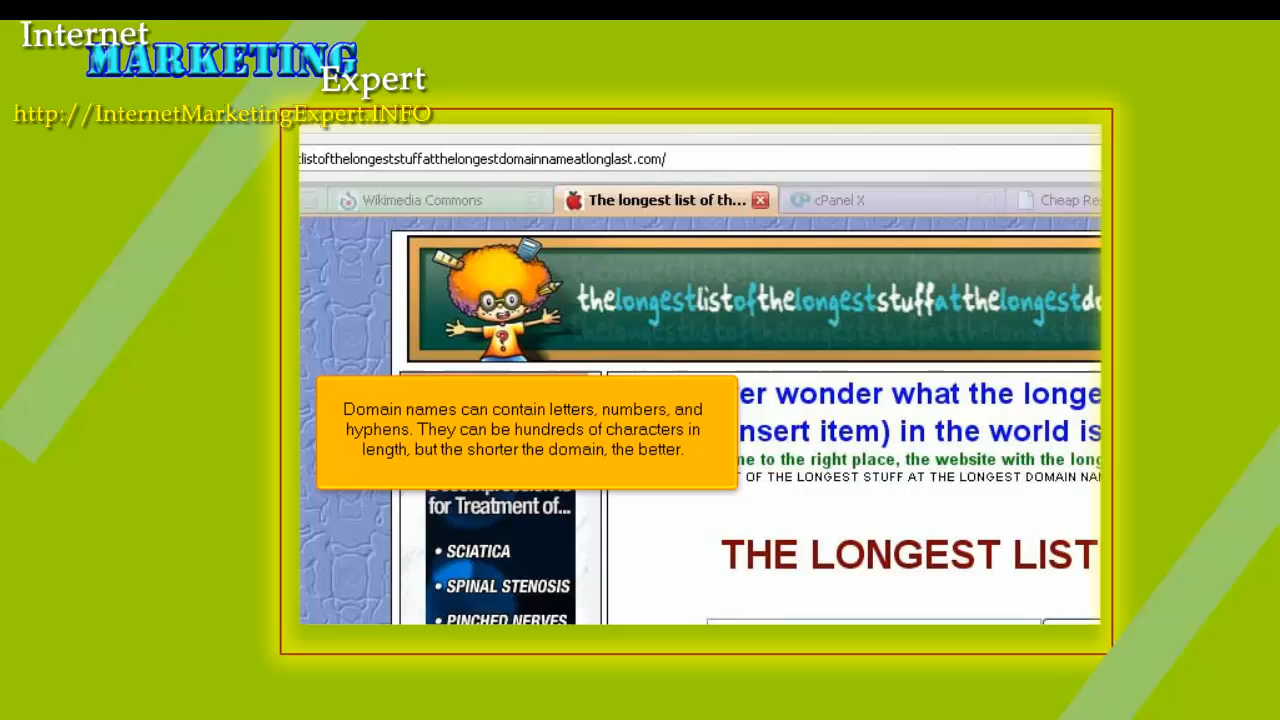 Internet
MARKETING
Expert
http://InternetMarketingExpert.INFO
listofthelongeststuffatthelongestdomainnameatlonglast.com/
Wikimedia Commons
The longest list of th...
cPanel X
Cheap Re
thelongestlistofthelongeststuffatthelongestdo
er wonder what the longe
nsert item) in the world is
me to the right place, the website with the long
OF THE LONGEST STUFF AT THE LONGEST DOMAIN NA
Domain names can contain letters, numbers, and
hyphens. They can be hundreds of characters in
length, but the shorter the domain, the better.
for Treatment of...
• SCIATICA
• SPINAL STENOSIS
• PINCHED NERVES
THE LONGEST LIST